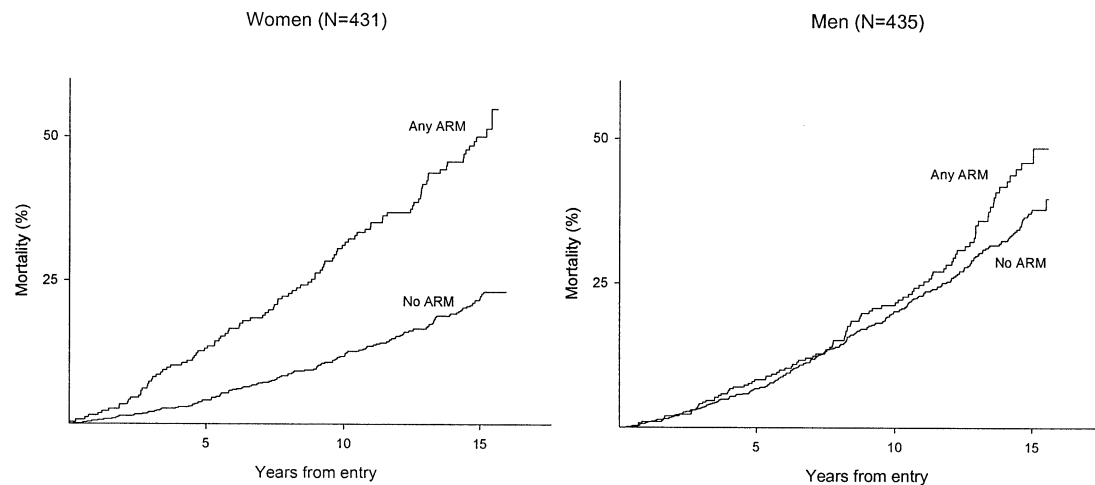 Women (N=431)
Mortality (%)
50
25
Any ARM
No ARM
5
10
15
Years from entry
Men (N=435)
Mortality (%)
50
25
Any ARM
No ARM
5
10
15
Years from entry